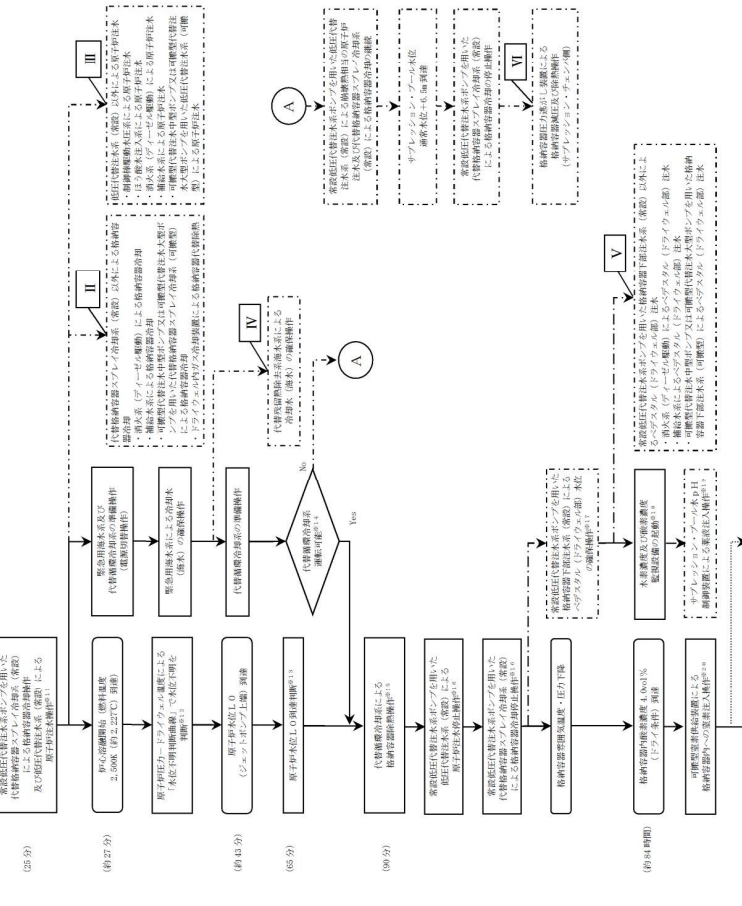 常設低圧代替注水系ポンプを用いた
代替格納容器スプレイ冷却系（常設）
による格納容器冷却操作
及び低圧代替注水系（常設）による
原子炉注水操作※11
(25分)
炉心溶融開始（燃料温度
2,500K（約2,227℃）到達）
(約27分)
原子炉圧力－ドライウェル温度による
「水位不明判断曲線」で水位不明を
判断※12
原子炉水位L0
（ジェットポンプ上端）到達
(約43分)
原子炉水位L0到達判断※13
(65分)
代替循環冷却系による
格納容器除熱操作※15
(90分)
常設低圧代替注水系ポンプを用いた
低圧代替注水系（常設）による
原子炉注水停止操作※16
常設低圧代替注水系ポンプを用いた
代替格納容器スプレイ冷却系（常設）
による格納容器冷却停止操作※16
格納容器雰囲気温度・圧力下降
格納容器内酸素濃度 4.0vol%
（ドライ条件）到達
(約84時間)
可搬型窒素供給装置による
格納容器内への窒素注入操作※20
緊急用海水系及び
代替循環冷却系の準備操作
（電源切替操作）
緊急用海水系による冷却水
（海水）の確保操作
代替循環冷却系の準備操作
代替循環冷却系
運転可能※14
Yes
No
A
常設低圧代替注水系ポンプを用いた
格納容器下部注水系（常設）による
ペデスタル（ドライウェル部）水位
の確保操作※17
水素濃度及び酸素濃度
監視設備の起動※18
サプレッション・プール水pH
制御装置による薬液注入操作※19
II
代替格納容器スプレイ冷却系（常設）以外による格納容
器冷却
・消火系（ディーゼル駆動）による格納容器冷却
・補給水系による格納容器冷却
・可搬型代替注水中型ポンプ又は可搬型代替注水大型ポ
ンプを用いた代替格納容器スプレイ冷却系（可搬型）
による格納容器冷却
・ドライウェル内ガス冷却装置による格納容器代替除熱
III
低圧代替注水系（常設）以外による原子炉注水
・制御棒駆動水圧系による原子炉注水
・ほう酸水注入系による原子炉注水
・消火系（ディーゼル駆動）による原子炉注水
・補給水系による原子炉注水
・可搬型代替注水中型ポンプ又は可搬型代替注
水大型ポンプを用いた低圧代替注水系（可搬
型）による原子炉注水
IV
代替残留熱除去系海水系による
冷却水（海水）の確保操作
A
常設低圧代替注水系ポンプを用いた低圧代替
注水系（常設）による崩壊熱相当の原子炉
注水及び代替格納容器スプレイ冷却系
（常設）による格納容器冷却の継続
サプレッション・プール水位
通常水位＋6.5m到達
常設低圧代替注水系ポンプを用いた
代替格納容器スプレイ冷却系（常設）
による格納容器冷却の停止操作
VI
格納容器圧力逃がし装置による
格納容器減圧及び除熱操作
（サプレッション・チェンバ側）
V
常設低圧代替注水系ポンプを用いた格納容器下部注水系（常設）以外によ
るペデスタル（ドライウェル部）注水
・消火系（ディーゼル駆動）によるペデスタル（ドライウェル部）注水
・補給水系によるペデスタル（ドライウェル部）注水
・可搬型代替注水中型ポンプ又は可搬型代替注水大型ポンプを用いた格納
容器下部注水系（可搬型）によるペデスタル（ドライウェル部）注水